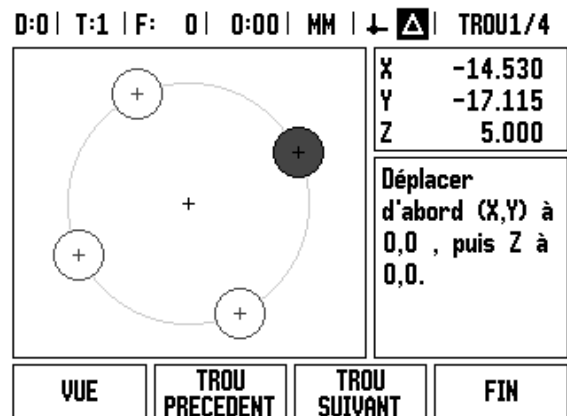 D:0 | T:1 | F: 0 | 0:00 | MM | Δ | TROU1/4
X -14.530
Y -17.115
Z 5.000
Déplacer
d'abord (X,Y) à
0,0 , puis Z à
0,0.
VUE
TROU
PRECEDENT
TROU
SUIVANT
FIN